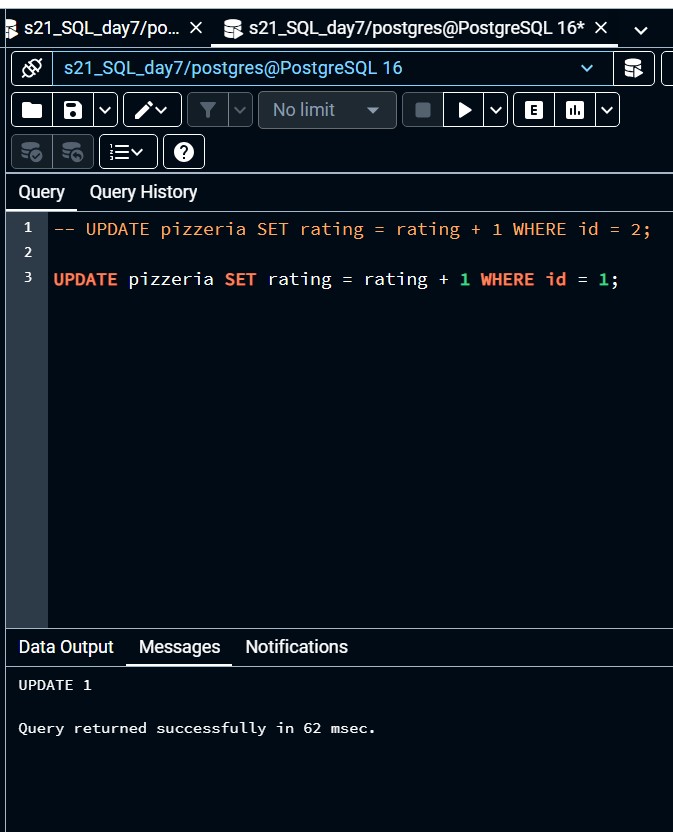 s21_SQL_day7/po... s21_SQL_day7/postgres@PostgreSQL 16*
s21_SQL_day7/postgres@PostgreSQL 16
No limit
E
Query Query History
1 -- UPDATE pizzeria SET rating = rating + 1 WHERE id = 2;
2
3 UPDATE pizzeria SET rating = rating + 1 WHERE id = 1;
Data Output Messages Notifications
UPDATE 1
Query returned successfully in 62 msec.